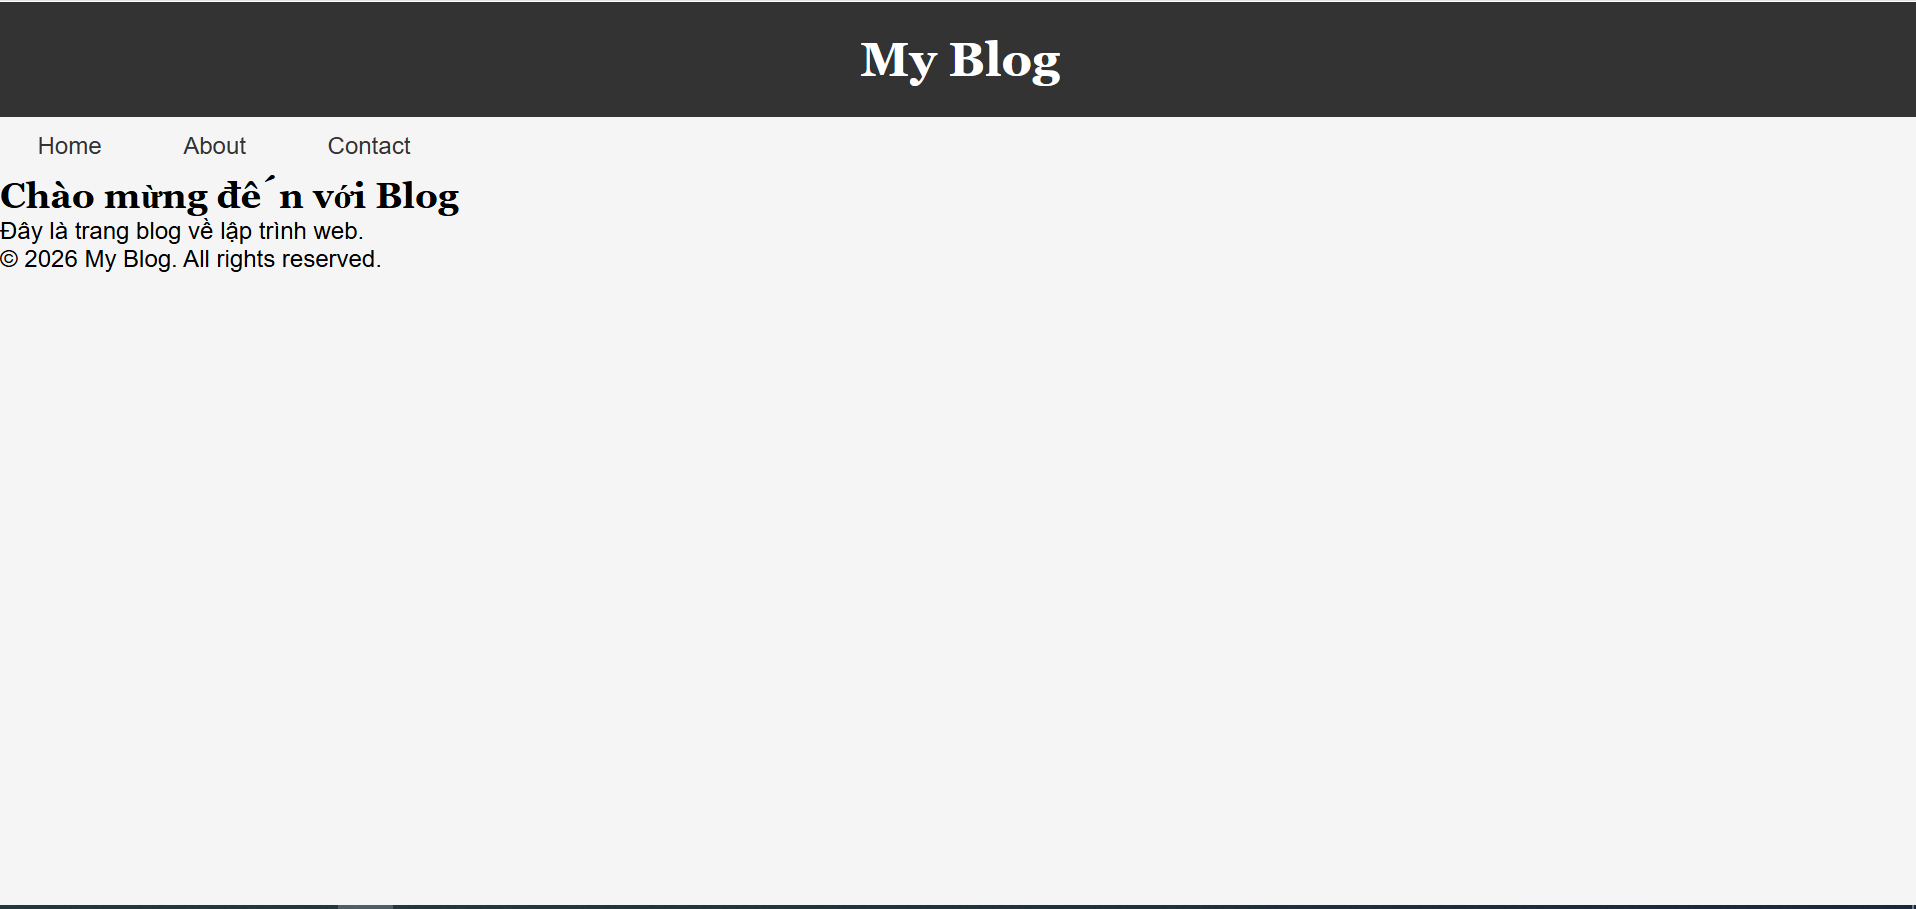 My Blog
Home About Contact
Chào mừng đến với Blog
Đây là trang blog về lập trình web.
© 2026 My Blog. All rights reserved.